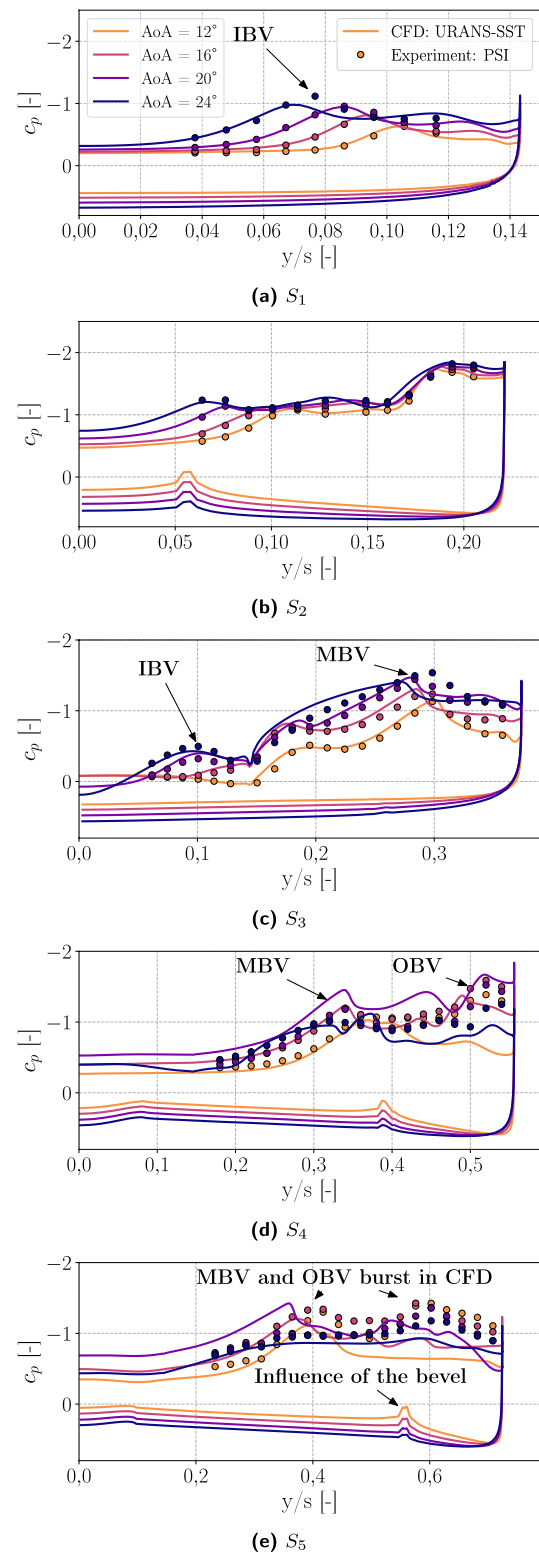 −2
AoA = 12°
AoA = 16°
AoA = 20°
AoA = 24°
IBV
CFD: URANS-SST
Experiment: PSI
−1
0
c_p [-]
0,00 0,02 0,04 0,06 0,08 0,10 0,12 0,14
y/s [-]
(a) S_1
−2
−1
0
c_p [-]
0,00 0,05 0,10 0,15 0,20
y/s [-]
(b) S_2
−2
IBV
MBV
−1
0
c_p [-]
0,0 0,1 0,2 0,3
y/s [-]
(c) S_3
−2
MBV
OBV
−1
0
c_p [-]
0,0 0,1 0,2 0,3 0,4 0,5
y/s [-]
(d) S_4
−2
MBV and OBV burst in CFD
−1
Influence of the bevel
0
c_p [-]
0,0 0,2 0,4 0,6
y/s [-]
(e) S_5